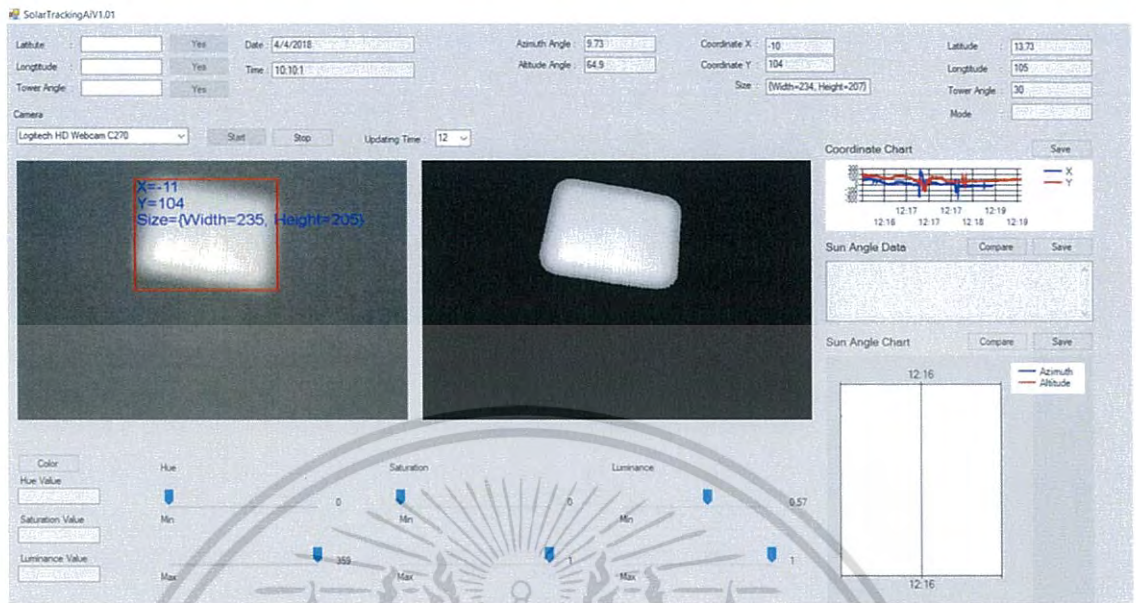 SolarTrackingAiV1.01
Latitute : Yes Date : 4/4/2018 Azimuth Angle : 9.73 Coordinate X : -10 Latitude : 13.73
Longtitude : Yes Time : 10:10:1 Altitude Angle : 64.9 Coordinate Y : 104 Longtitude : 105
Tower Angle : Yes Size : {Width=234, Height=207} Tower Angle : 30
Mode
Camera
Logitech HD Webcam C270 Start Stop Updating Time : 12
Coordinate Chart Save
X=-11
Y=104
Size={Width=235, Height=205}
X
Y
12:17 12:17 12:19
12:16 12:17 12:18 12:19
Sun Angle Data Compare Save
Sun Angle Chart Compare Save
12:16
Azimuth
Altitude
Color Hue Saturation Luminance
Hue Value
0 0 0.57
Saturation Value Min Min Min
Luminance Value 359 1 1
Max Max Max
12:16